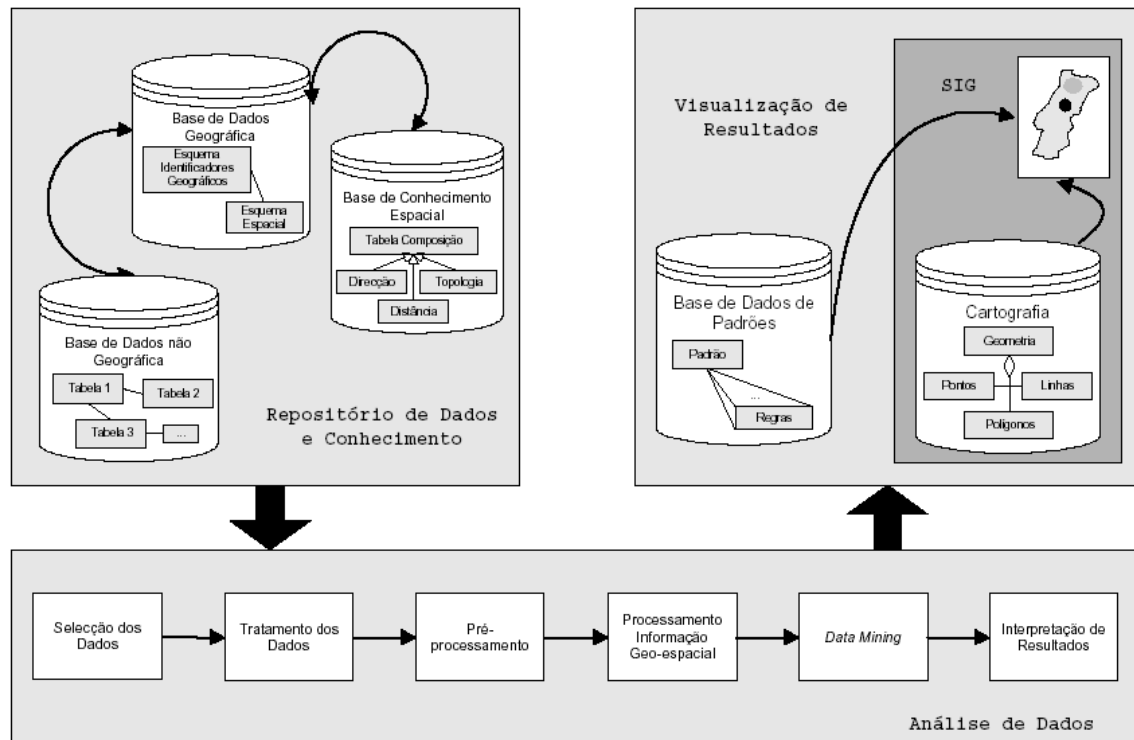 Base de Dados
Geográfica
Esquema
Identificadores
Geográficos
Esquema
Espacial
Base de Conhecimento
Espacial
Tabela Composição
Direcção
Topologia
Distância
Base de Dados não
Geográfica
Tabela 1
Tabela 2
Tabela 3
...
Repositório de Dados
e Conhecimento
Visualização de
Resultados
SIG
Base de Dados de
Padrões
Padrão
...
Regras
Cartografia
Geometria
Pontos
Linhas
Polígonos
Selecção dos
Dados
Tratamento dos
Dados
Pré-
processamento
Processamento
Informação
Geo-espacial
Data Mining
Interpretação de
Resultados
Análise de Dados